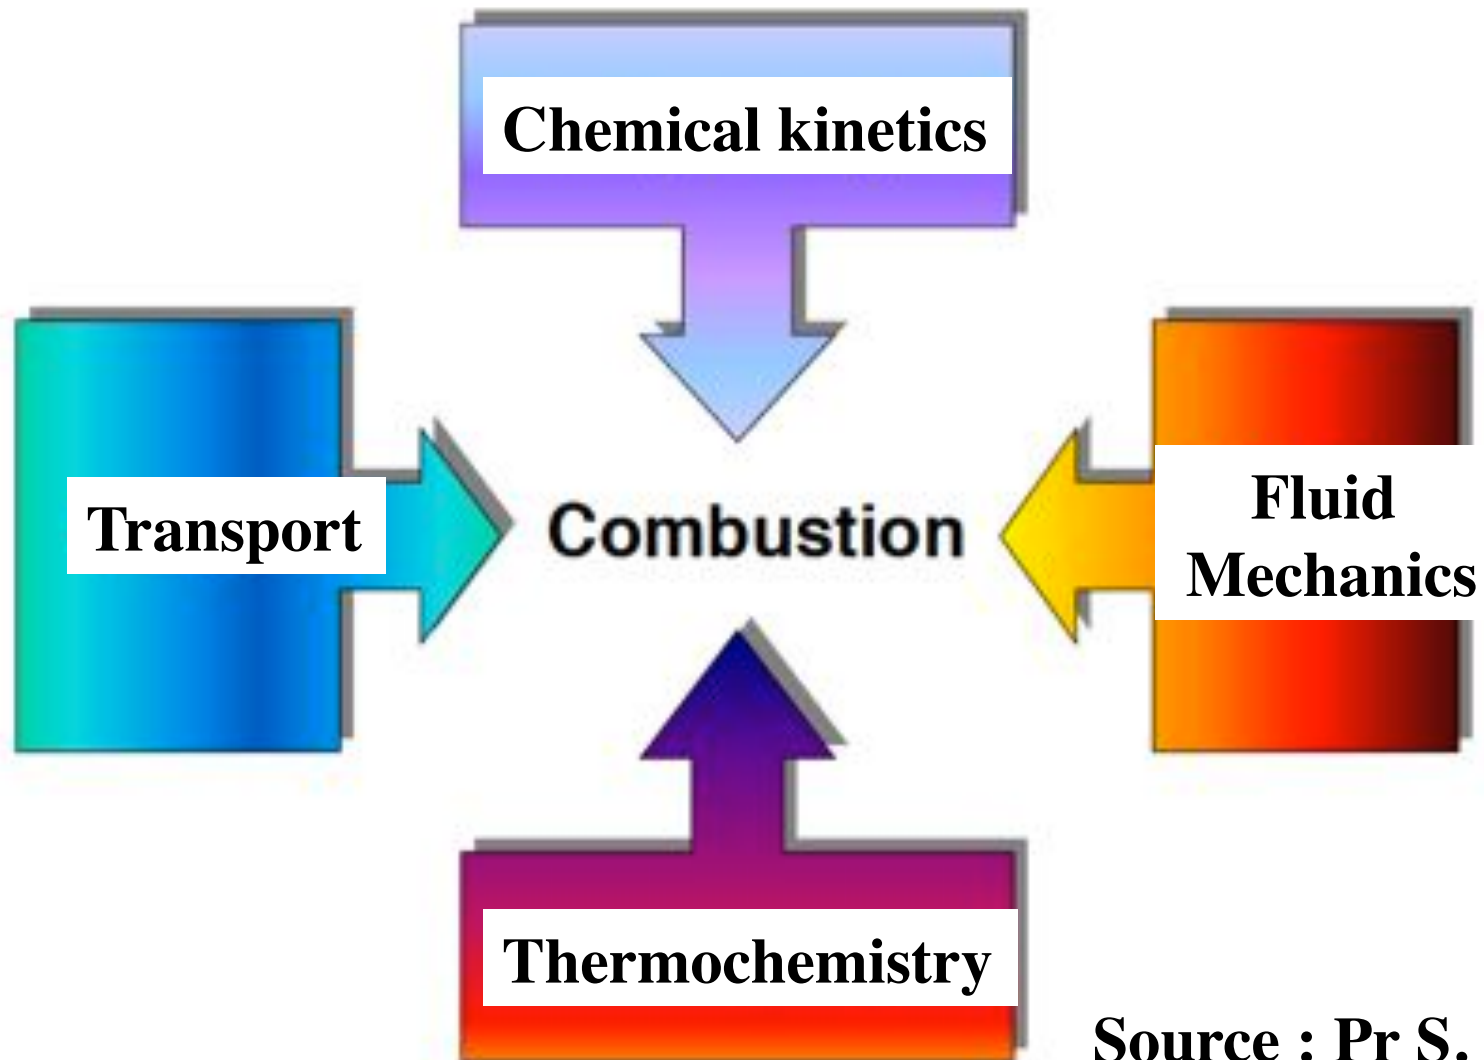 Chemical kinetics
Transport
Combustion
Fluid
Mechanics
Thermochemistry
Source : Pr S.